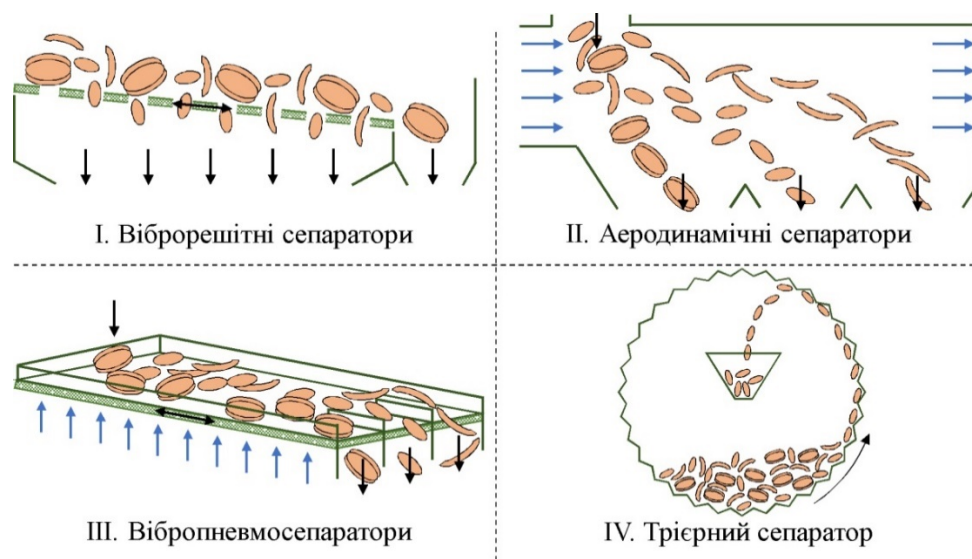 I. Віброрешітні сепаратори
II. Аеродинамічні сепаратори
III. Вібропневмосепаратори
IV. Трієрний сепаратор